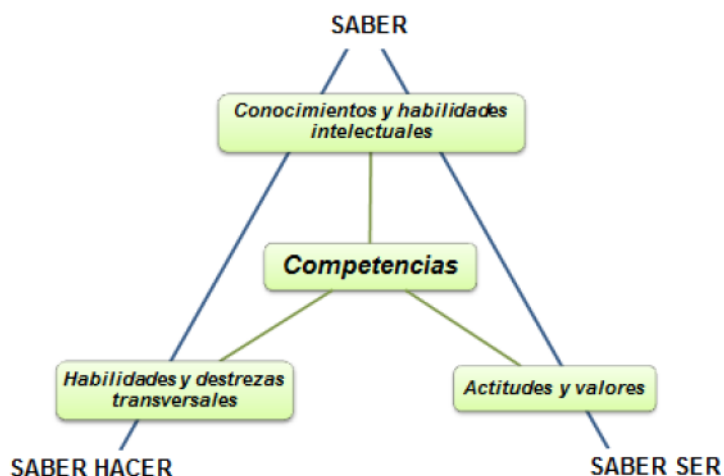 SABER
Conocimientos y habilidades
intelectuales
Competencias
Habilidades y destrezas
transversales
Actitudes y valores
SABER HACER
SABER SER